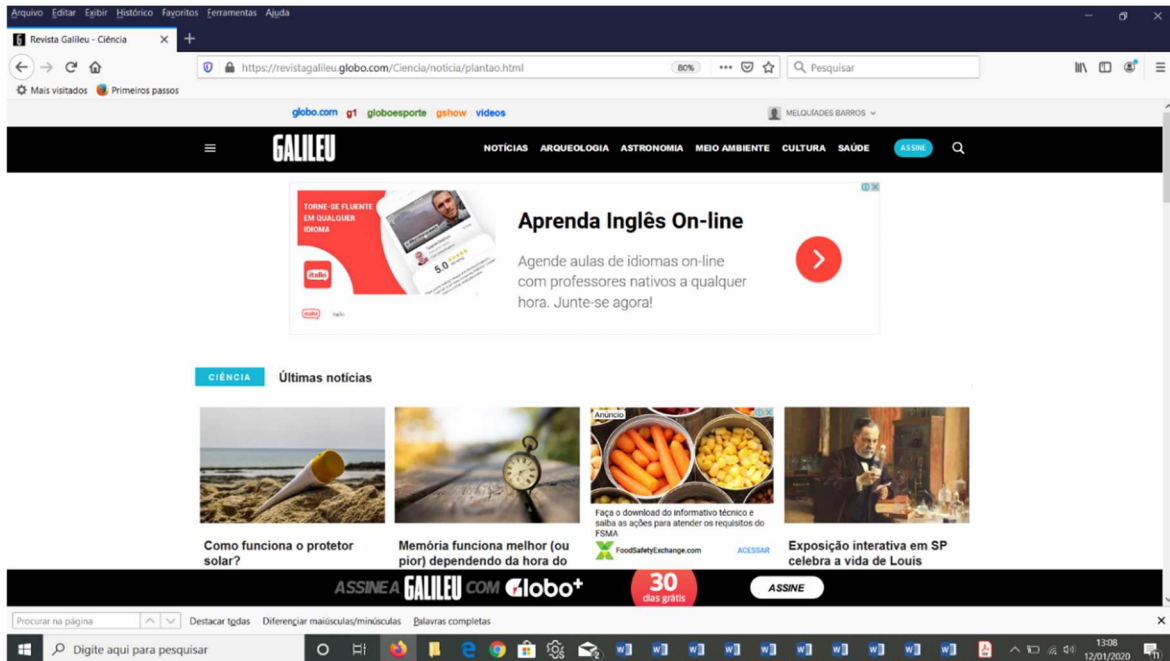 Arquivo Editar Exibir Histórico Favoritos Ferramentas Ajuda
Revista Galileu - Ciência
https://revistagalileu.globo.com/Ciencia/noticia/plantao.html
80%
Pesquisar
Mais visitados Primeiros passos
globo.com g1 globoesporte gshow videos
MELQUÍADES BARROS
GALILEU
NOTÍCIAS ARQUEOLOGIA ASTRONOMIA MEIO AMBIENTE CULTURA SAÚDE
ASSINE
TORNE-SE FLUENTE
EM QUALQUER
IDIOMA
italki
5.0
italki italki
Aprenda Inglês On-line
Agende aulas de idiomas on-line
com professores nativos a qualquer
hora. Junte-se agora!
CIÊNCIA Últimas notícias
Como funciona o protetor
solar?
Memória funciona melhor (ou
pior) dependendo da hora do
Anúncio
Faça o download do informativo técnico e
saiba as ações para atender os requisitos do
FSMA
FoodSafetyExchange.com ACESSAR
Exposição interativa em SP
celebra a vida de Louis
ASSINE A GALILEU COM Globo+
30
dias grátis
ASSINE
Procurar na página
Destacar todas Diferenciar maiúsculas/minúsculas Palavras completas
Digite aqui para pesquisar
13:08
12/01/2020